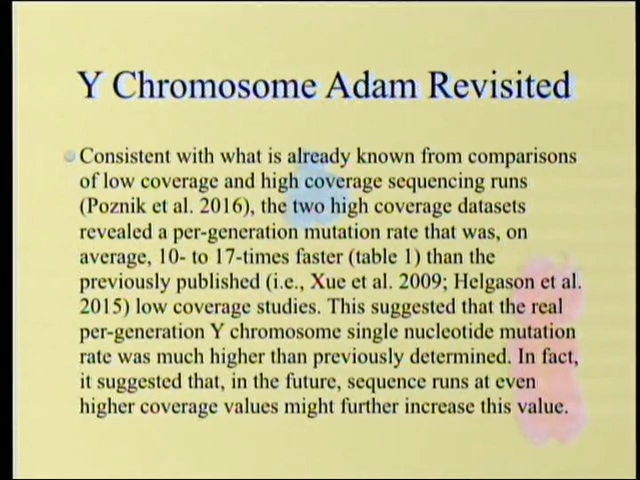 Y Chromosome Adam Revisited
Consistent with what is already known from comparisons
of low coverage and high coverage sequencing runs
(Poznik et al. 2016), the two high coverage datasets
revealed a per-generation mutation rate that was, on
average, 10- to 17-times faster (table 1) than the
previously published (i.e., Xue et al. 2009; Helgason et al.
2015) low coverage studies. This suggested that the real
per-generation Y chromosome single nucleotide mutation
rate was much higher than previously determined. In fact,
it suggested that, in the future, sequence runs at even
higher coverage values might further increase this value.